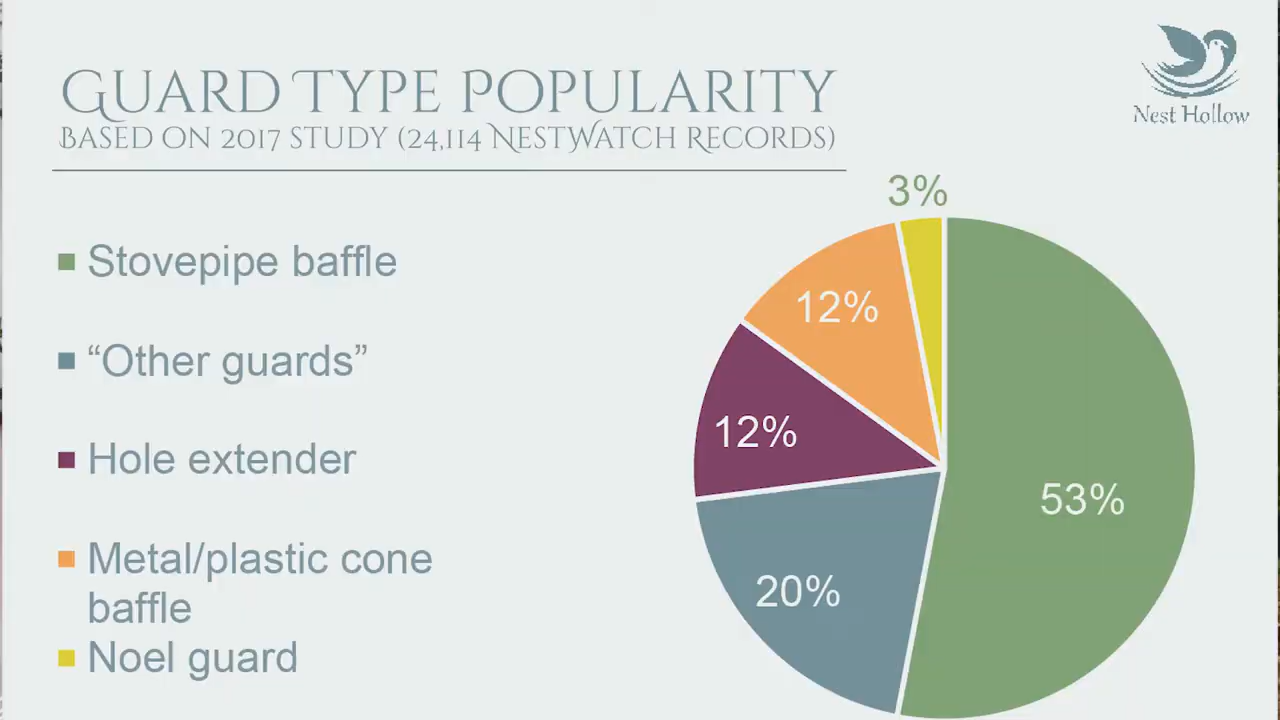 Guard Type Popularity
Based on 2017 study (24,114 NestWatch Records)
Nest Hollow
Stovepipe baffle
“Other guards”
Hole extender
Metal/plastic cone
baffle
Noel guard
3%
12%
12%
53%
20%